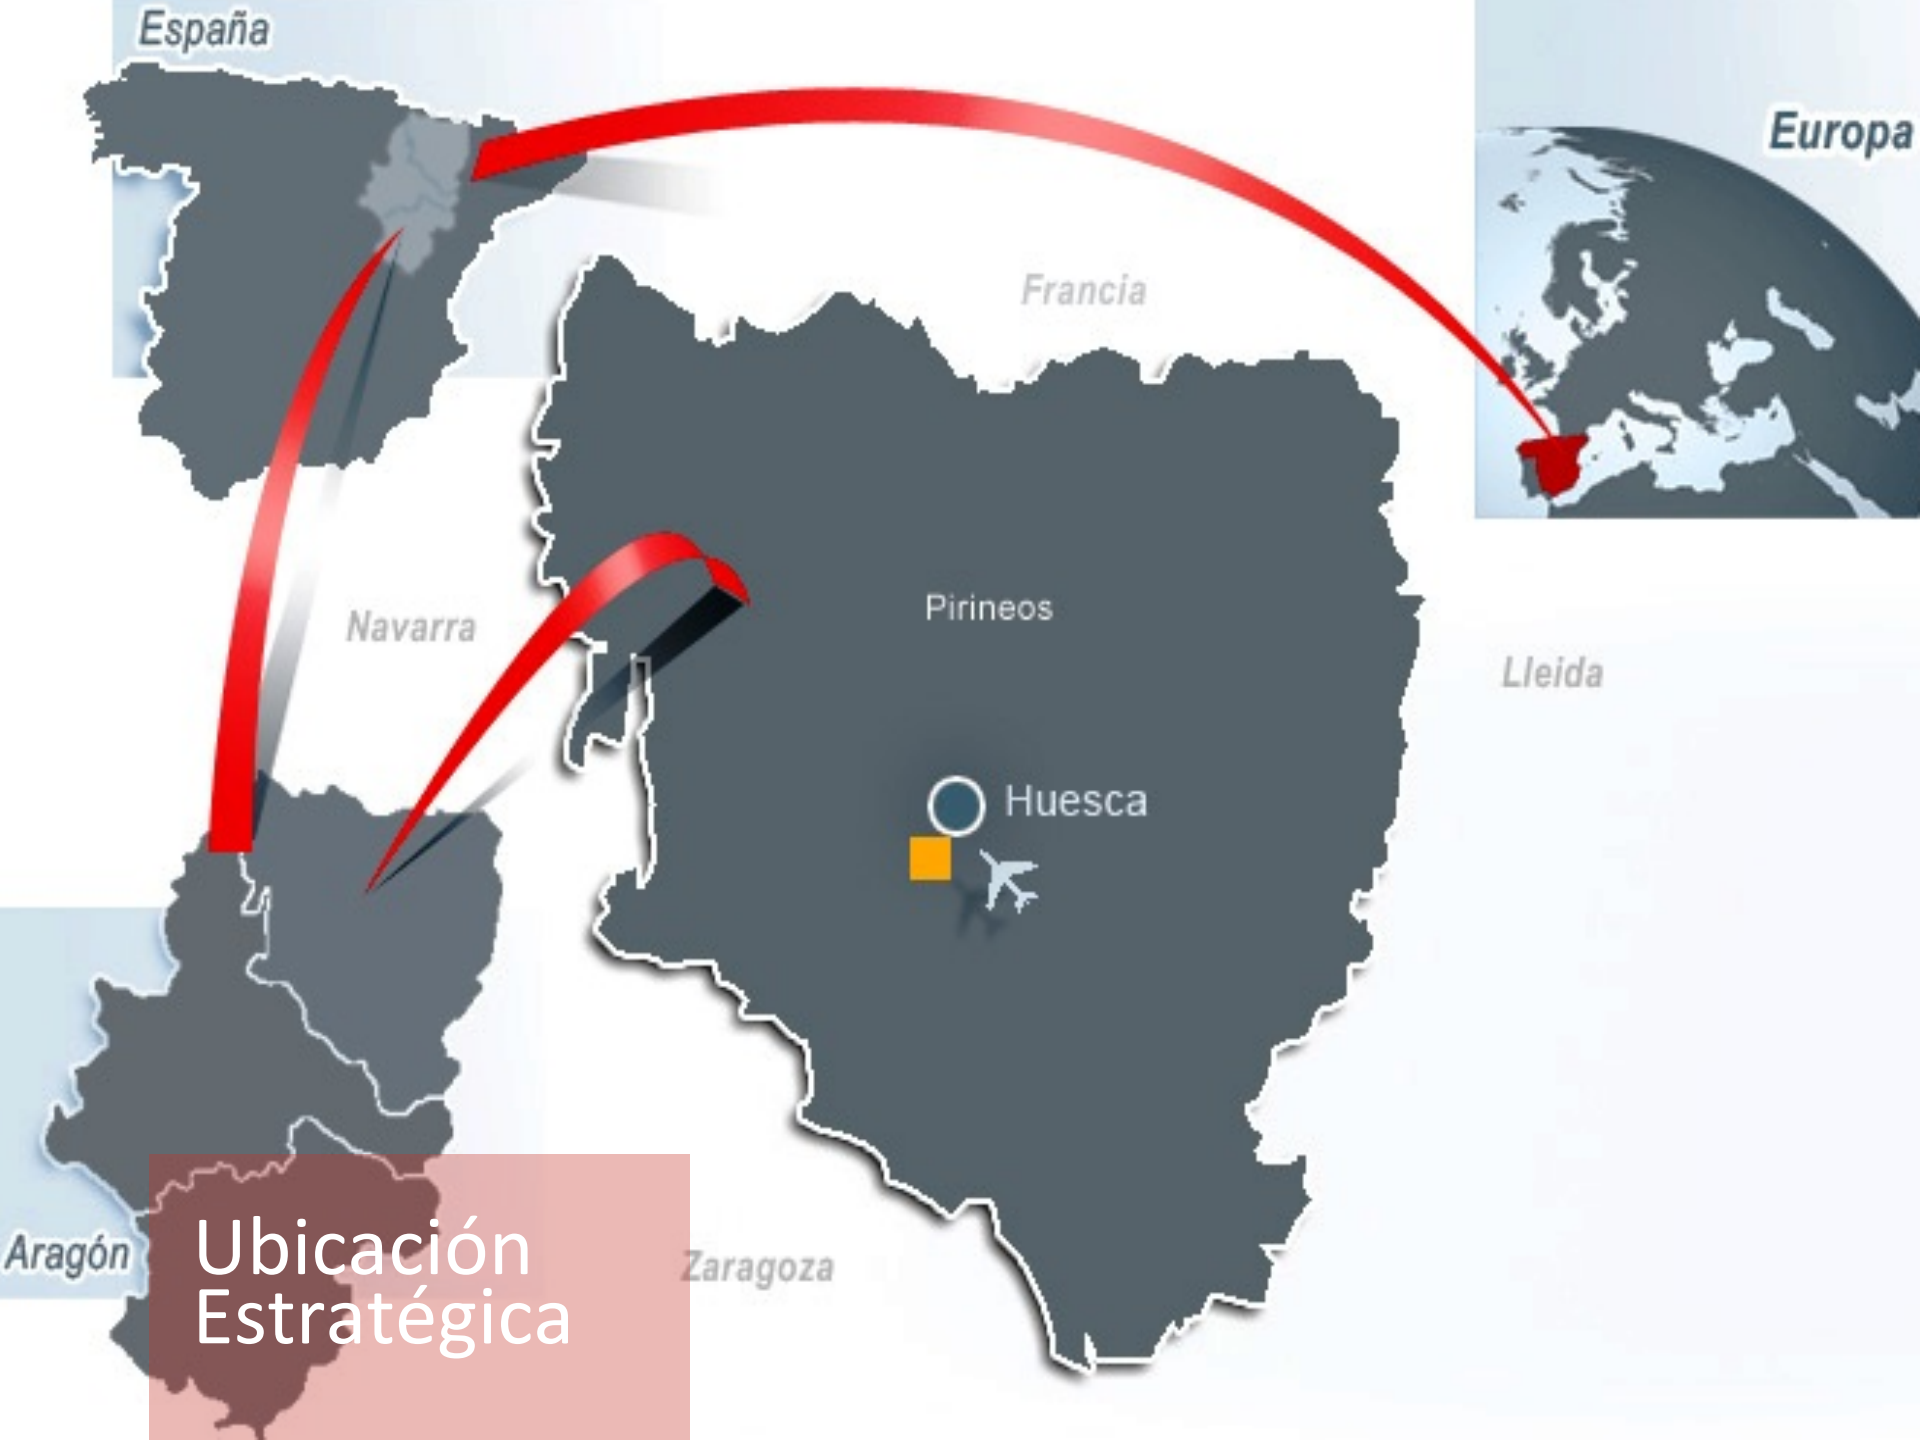 España
Europa
Francia
Navarra
Pirineos
Lleida
Huesca
Aragón
Zaragoza
Ubicación
Estratégica